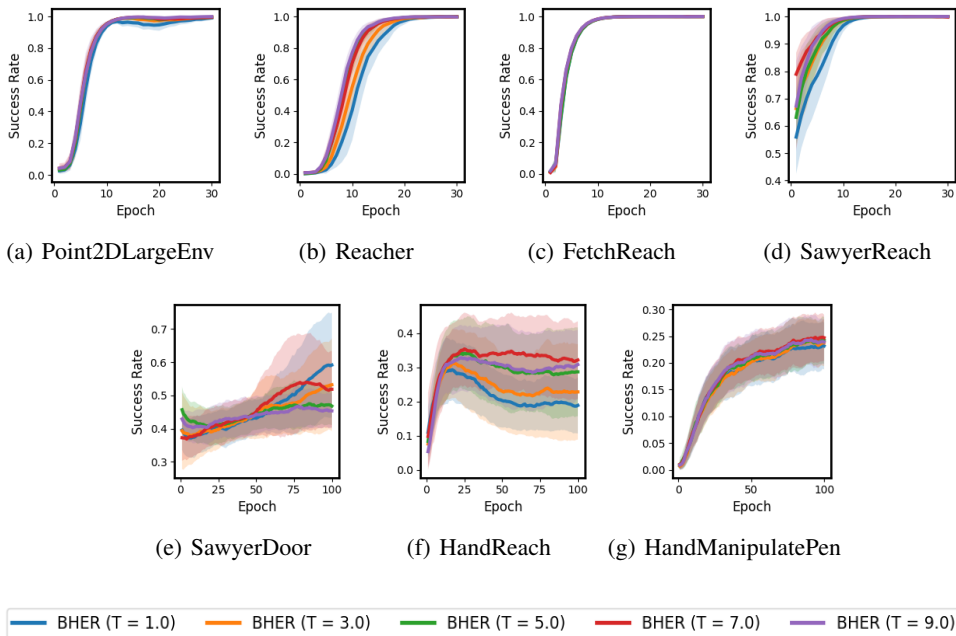 1.0
0.8
0.6
0.4
0.2
0.0
Success Rate
0 10 20 30
Epoch
(a) Point2DLargeEnv
1.0
0.8
0.6
0.4
0.2
0.0
Success Rate
0 10 20 30
Epoch
(b) Reacher
1.0
0.8
0.6
0.4
0.2
0.0
Success Rate
0 10 20 30
Epoch
(c) FetchReach
1.0
0.9
0.8
0.7
0.6
0.5
0.4
Success Rate
0 10 20 30
Epoch
(d) SawyerReach
0.7
0.6
0.5
0.4
0.3
Success Rate
0 25 50 75 100
Epoch
(e) SawyerDoor
0.4
0.3
0.2
0.1
0.0
Success Rate
0 25 50 75 100
Epoch
(f) HandReach
0.30
0.25
0.20
0.15
0.10
0.05
0.00
Success Rate
0 50 100
Epoch
(g) HandManipulatePen
BHER (T = 1.0) BHER (T = 3.0) BHER (T = 5.0) BHER (T = 7.0) BHER (T = 9.0)